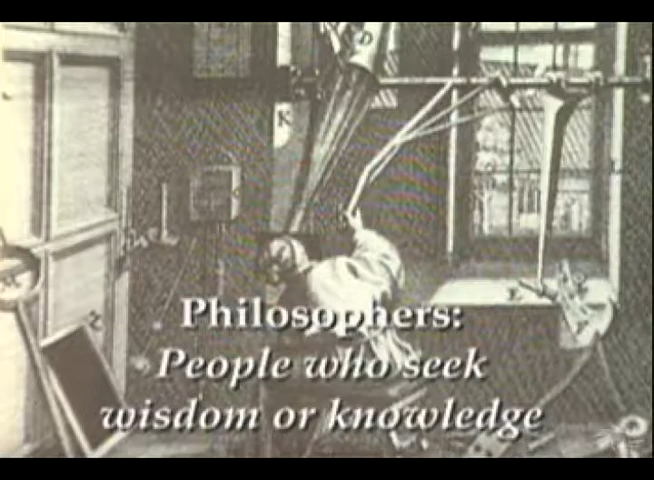 D
K
Philosophers:
People who seek
wisdom or knowledge